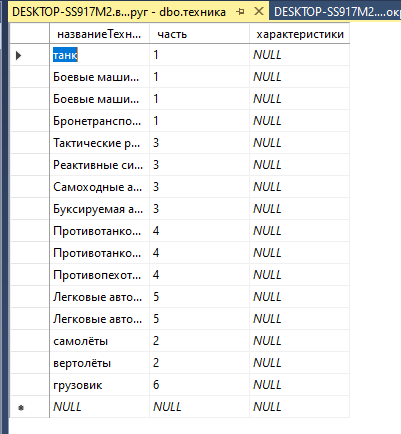 DESKTOP-SS917M2.в...руг - dbo.техника DESKTOP-SS917M2....окр
названиеТехн... часть характеристики
танк 1 NULL
Боевые маши... 1 NULL
Боевые маши... 1 NULL
Бронетранспо... 1 NULL
Тактические р... 3 NULL
Реактивные си... 3 NULL
Самоходные а... 3 NULL
Буксируемая а... 3 NULL
Противотанко... 4 NULL
Противотанко... 4 NULL
Противопехот... 4 NULL
Легковые авто... 5 NULL
Легковые авто... 5 NULL
самолёты 2 NULL
вертолёты 2 NULL
грузовик 6 NULL
NULL NULL NULL